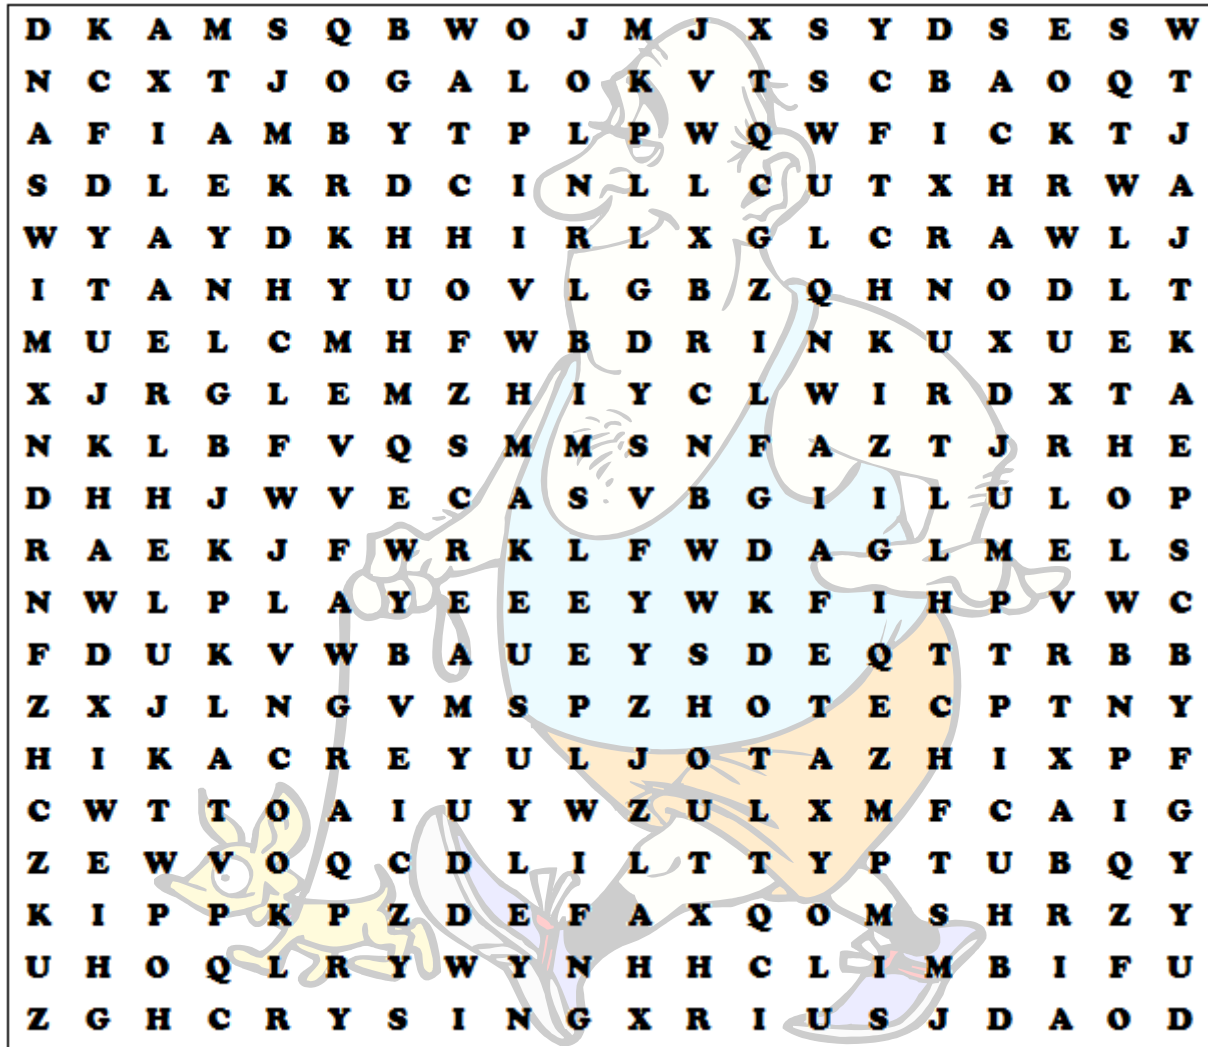 D K A M S Q B W O J M J X S Y D S E S W
N C X T J O G A L O K V T S C B A O Q T
A F I A M B Y T P L P W Q W F I C K T J
S D L E K R D C I N L L C U T X H R W A
W Y A Y D K H H I R L X G L C R A W L J
I T A N H Y U O V L G B Z Q H N O D L T
M U E L C M H F W B D R I N K U X U E K
X J R G L E M Z H I Y C L W I R D X T A
N K L B F V Q S M M S N F A Z T J R H E
D H H J W V E C A S V B G I I L U L O P
R A E K J F W R K L F W D A G L M E L S
N W L P L A Y E E E Y W K F I H P V W C
F D U K V W B A U E Y S D E Q T T R B B
Z X J L N G V M S P Z H O T E C P T N Y
H I K A C R E Y U L J O T A Z H I X P F
C W T T O A I U Y W Z U L X M F C A I G
Z E W V O Q C D L I L T T Y P T U B Q Y
K I P P K P Z D E F A X Q O M S H R Z Y
U H O Q L R Y W Y N H H C L I M B I F U
Z G H C R Y S I N G X R I U S J D A O D